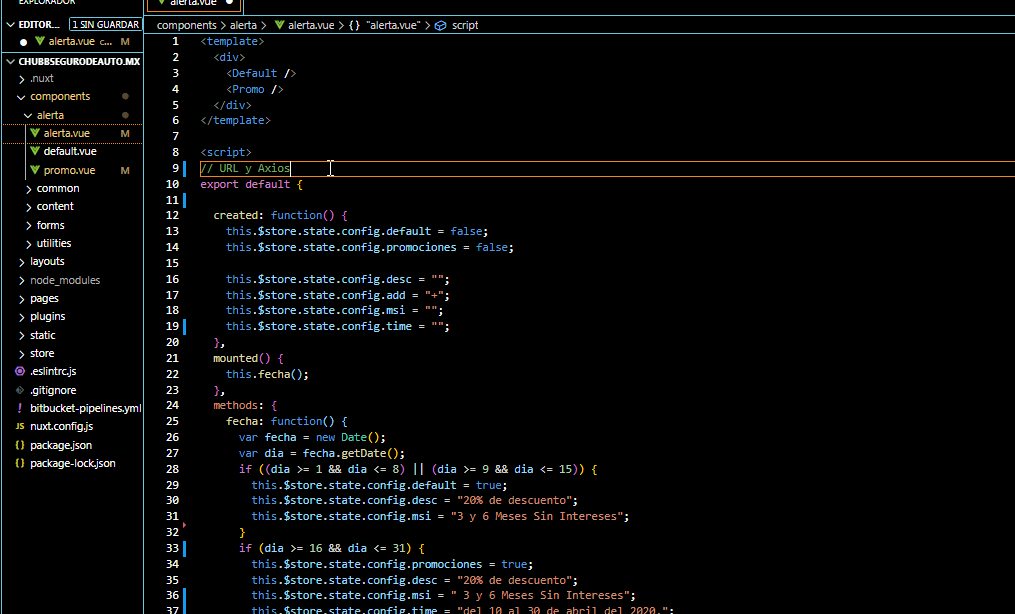 EXPLORADOR
EDITOR... 1 SIN GUARDAR
alerta.vue c... M
CHUBBSEGURODEAUTO.MX
.nuxt
components
alerta
alerta.vue M
default.vue
promo.vue M
common
content
forms
utilities
layouts
node_modules
pages
plugins
static
store
.eslintrc.js
.gitignore
bitbucket-pipelines.yml
JS nuxt.config.js
{} package.json
{} package-lock.json
alerta.vue
components > alerta > alerta.vue > {} "alerta.vue" > script
1 <template>
2 <div>
3 <Default />
4 <Promo />
5 </div>
6 </template>
7
8 <script>
9 // URL y Axios
10 export default {
11
12 created: function() {
13 this.$store.state.config.default = false;
14 this.$store.state.config.promociones = false;
15
16 this.$store.state.config.desc = "";
17 this.$store.state.config.add = "+";
18 this.$store.state.config.msi = "";
19 this.$store.state.config.time = "";
20 },
21 mounted() {
22 this.fecha();
23 },
24 methods: {
25 fecha: function() {
26 var fecha = new Date();
27 var dia = fecha.getDate();
28 if ((dia >= 1 && dia <= 8) || (dia >= 9 && dia <= 15)) {
29 this.$store.state.config.default = true;
30 this.$store.state.config.desc = "20% de descuento";
31 this.$store.state.config.msi = "3 y 6 Meses Sin Intereses";
32 }
33 if (dia >= 16 && dia <= 31) {
34 this.$store.state.config.promociones = true;
35 this.$store.state.config.desc = "20% de descuento";
36 this.$store.state.config.msi = " 3 y 6 Meses Sin Intereses";
37 this.$store.state.config.time = "del 10 al 30 de abril del 2020.";